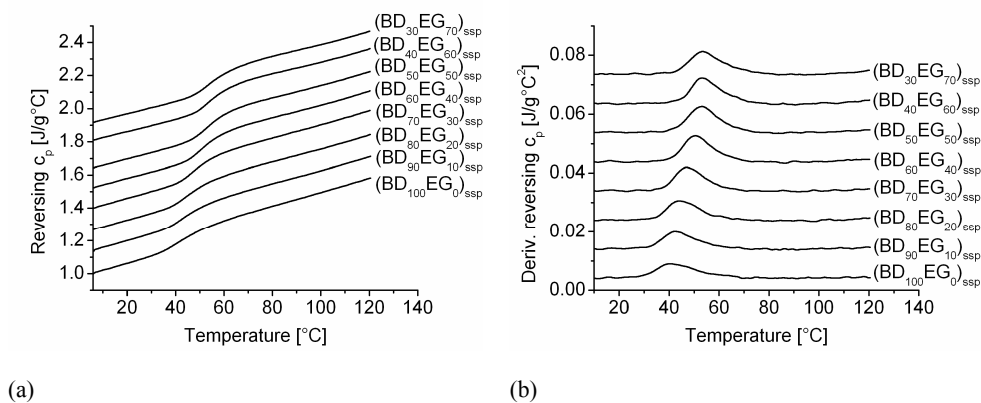 Reversing cp [J/g°C]
2.4
2.2
2.0
1.8
1.6
1.4
1.2
1.0
(BD30EG70)ssp
(BD40EG60)ssp
(BD50EG50)ssp
(BD60EG40)ssp
(BD70EG30)ssp
(BD80EG20)ssp
(BD90EG10)ssp
(BD100EG0)ssp
20 40 60 80 100 120 140
Temperature [°C]
(a)
Deriv. reversing cp [J/g°C2]
0.08
0.06
0.04
0.02
0.00
(BD30EG70)ssp
(BD40EG60)ssp
(BD50EG50)ssp
(BD60EG40)ssp
(BD70EG30)ssp
(BD80EG20)ssp
(BD90EG10)ssp
(BD100EG0)ssp
20 40 60 80 100 120 140
Temperature [°C]
(b)